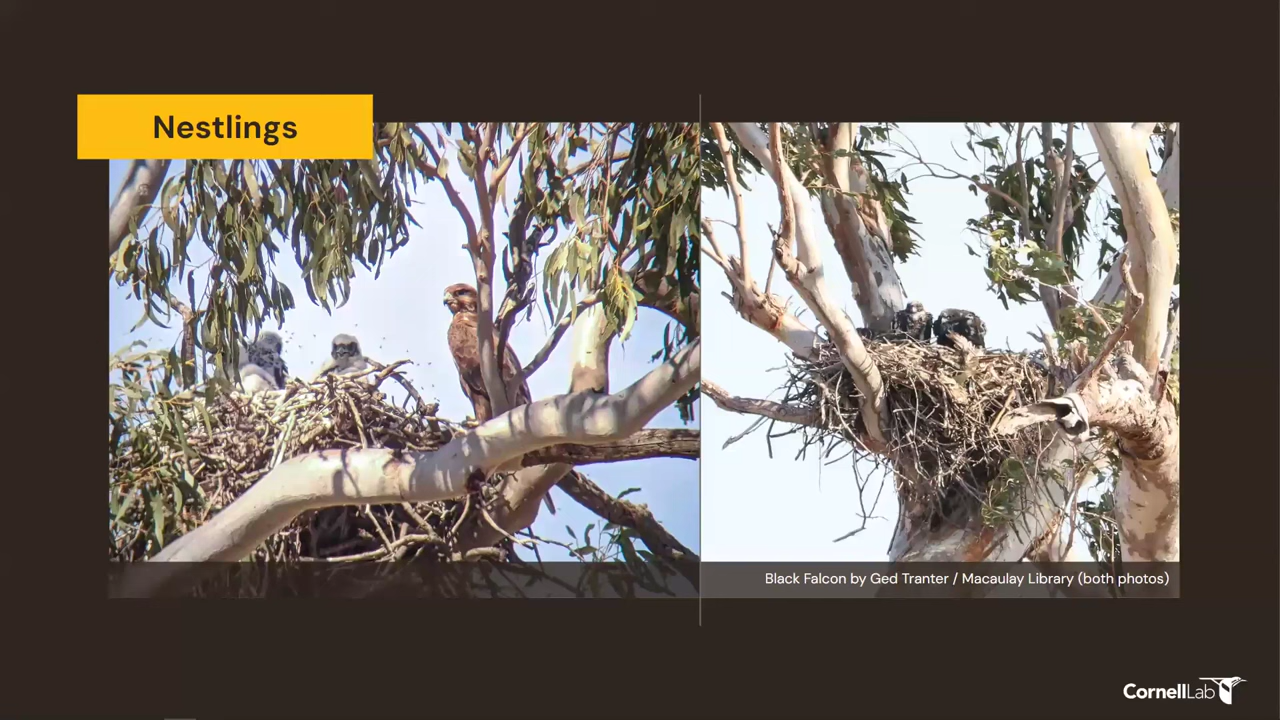 Nestlings
Black Falcon by Ged Tranter / Macaulay Library (both photos)
CornellLab